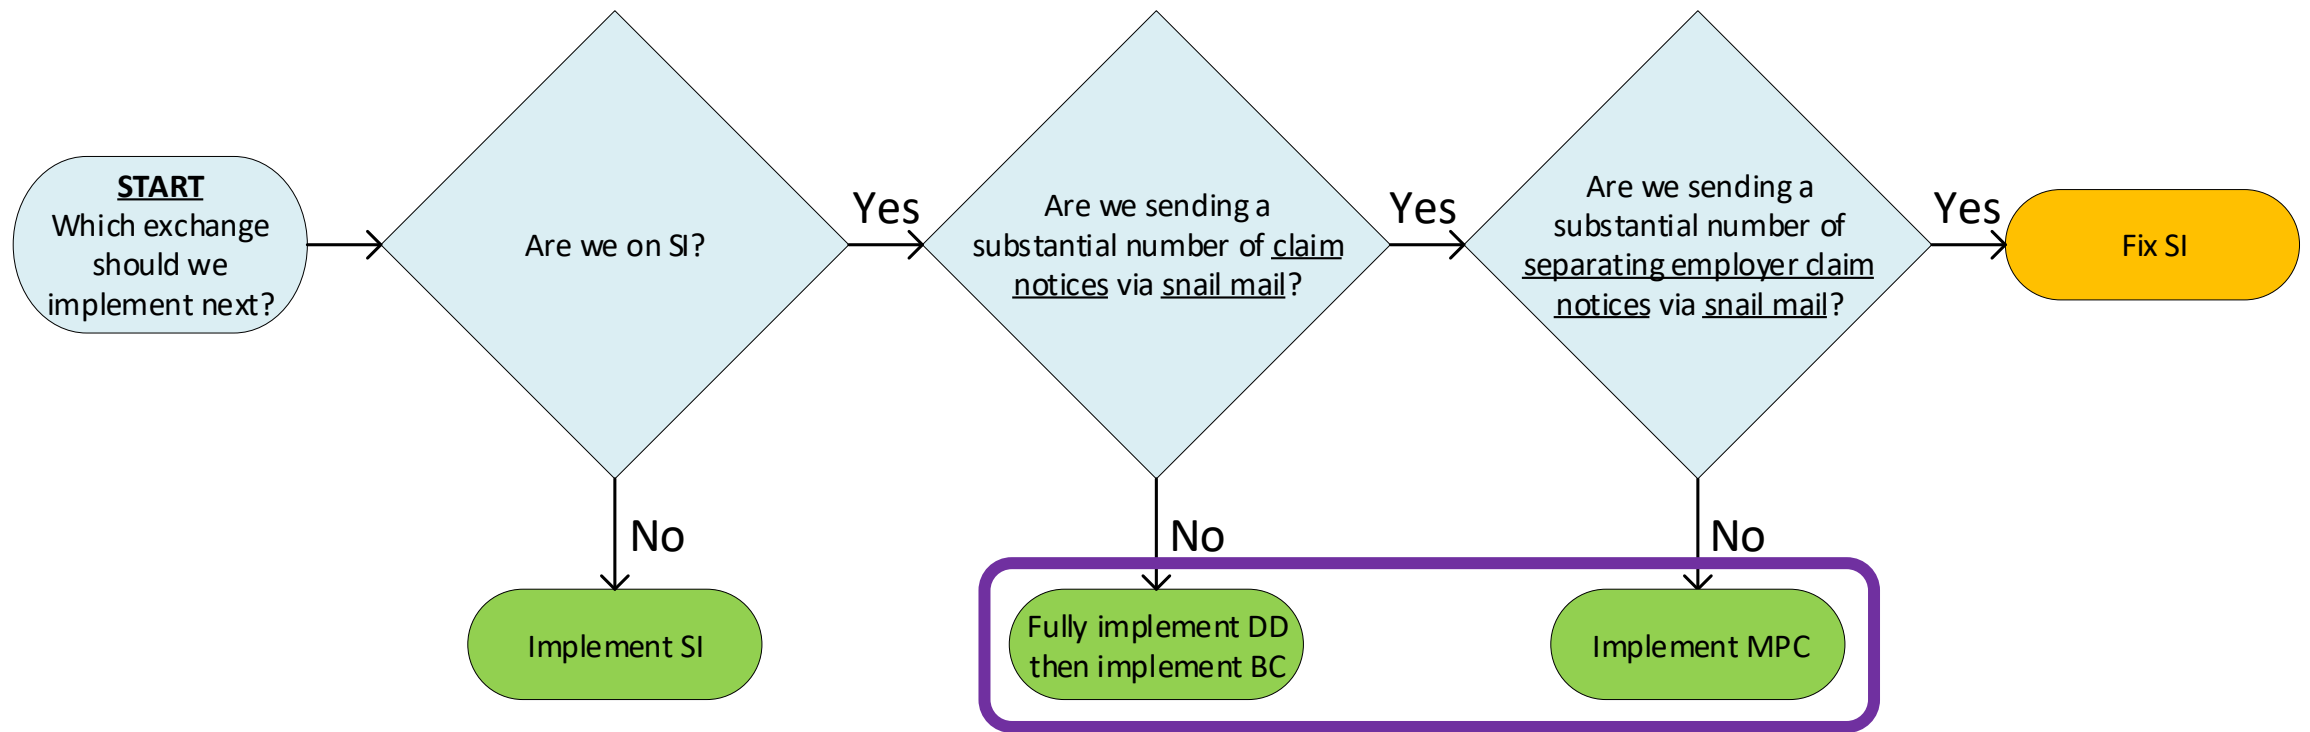 START
Which exchange
should we
implement next?
Are we on SI?
Yes
Are we sending a
substantial number of claim
notices via snail mail?
Yes
Are we sending a
substantial number of
separating employer claim
notices via snail mail?
Yes
Fix SI
No
No
No
Implement SI
Fully implement DD
then implement BC
Implement MPC